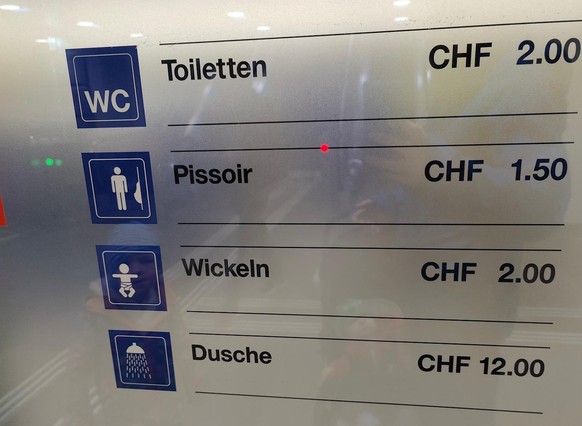 WC Toiletten CHF 2.00
Pissoir CHF 1.50
Wickeln CHF 2.00
Dusche CHF 12.00